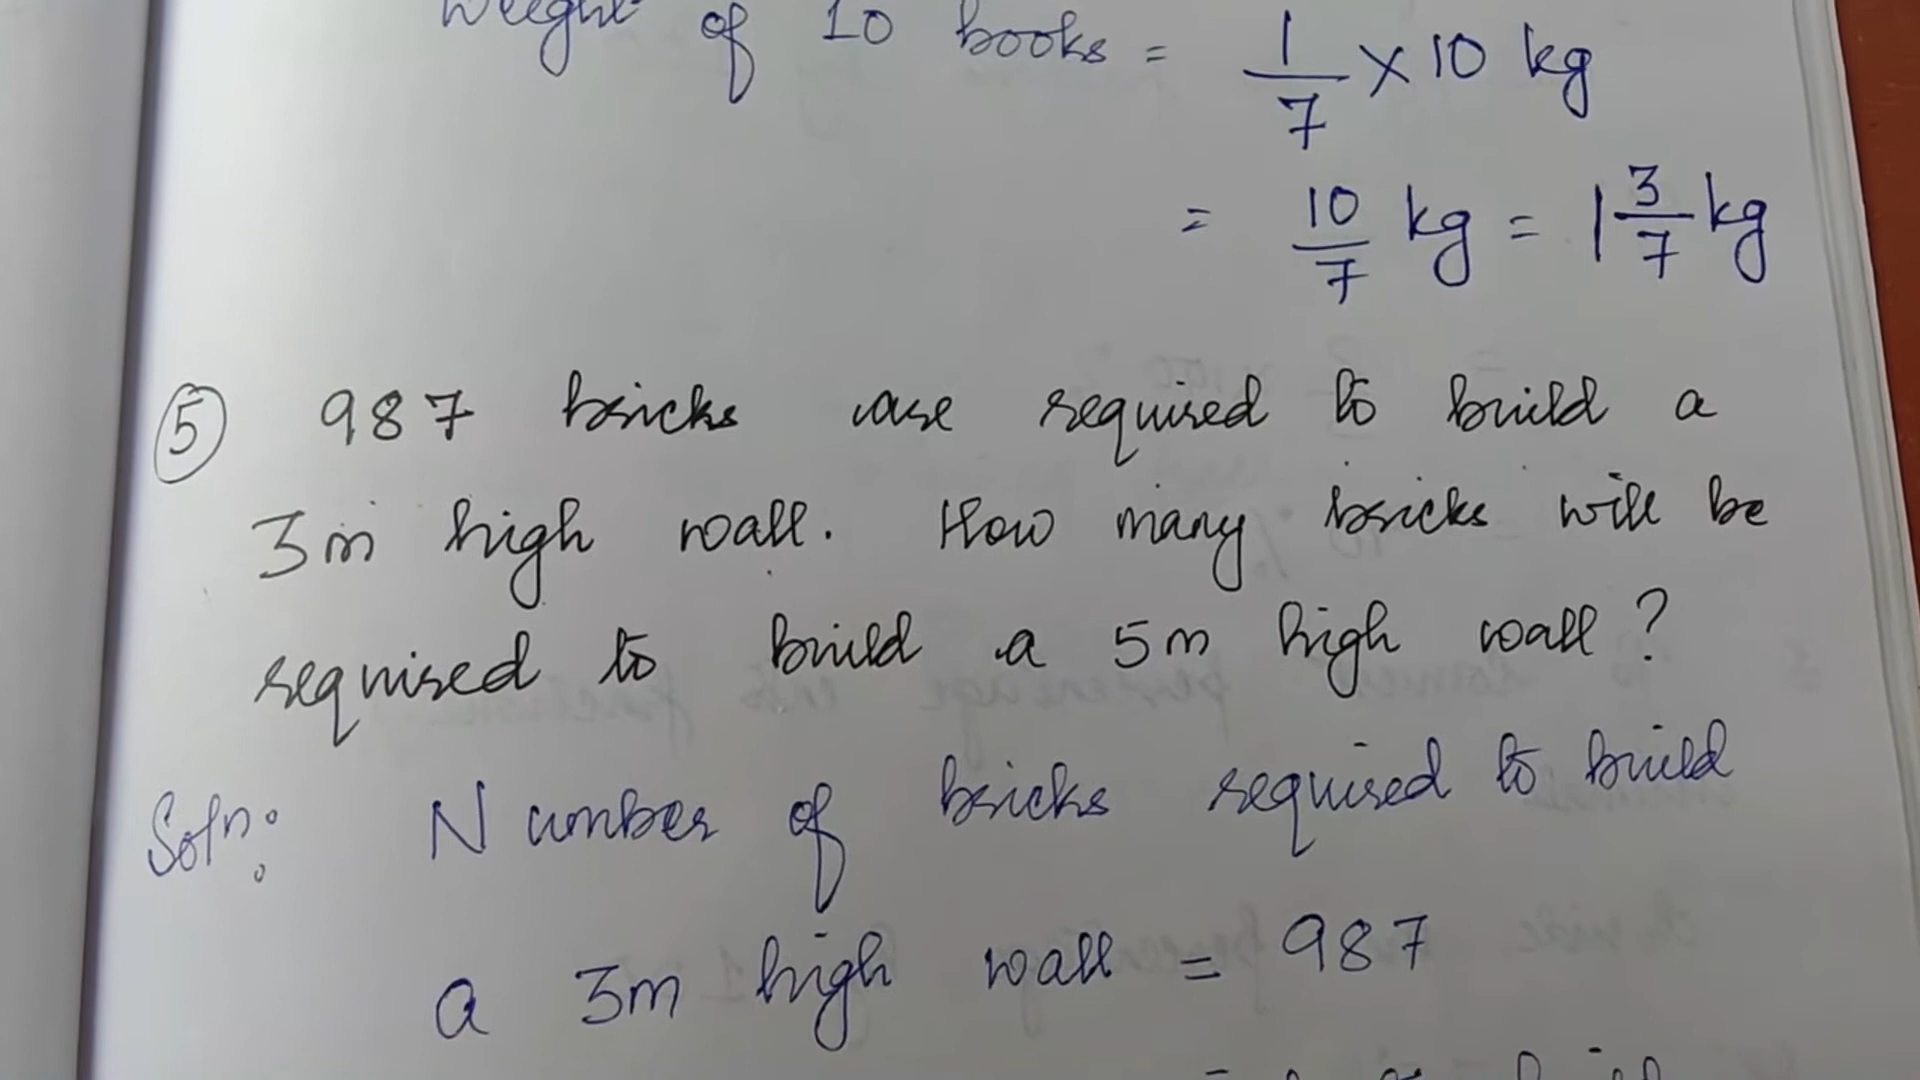 Weight of 10 books = 1/7 × 10 kg
= 10/7 kg = 1 3/7 kg
5 987 bricks are required to build a
3m high wall. How many bricks will be
required to build a 5m high wall?
Soln: Number of bricks required to build
a 3m high wall = 987